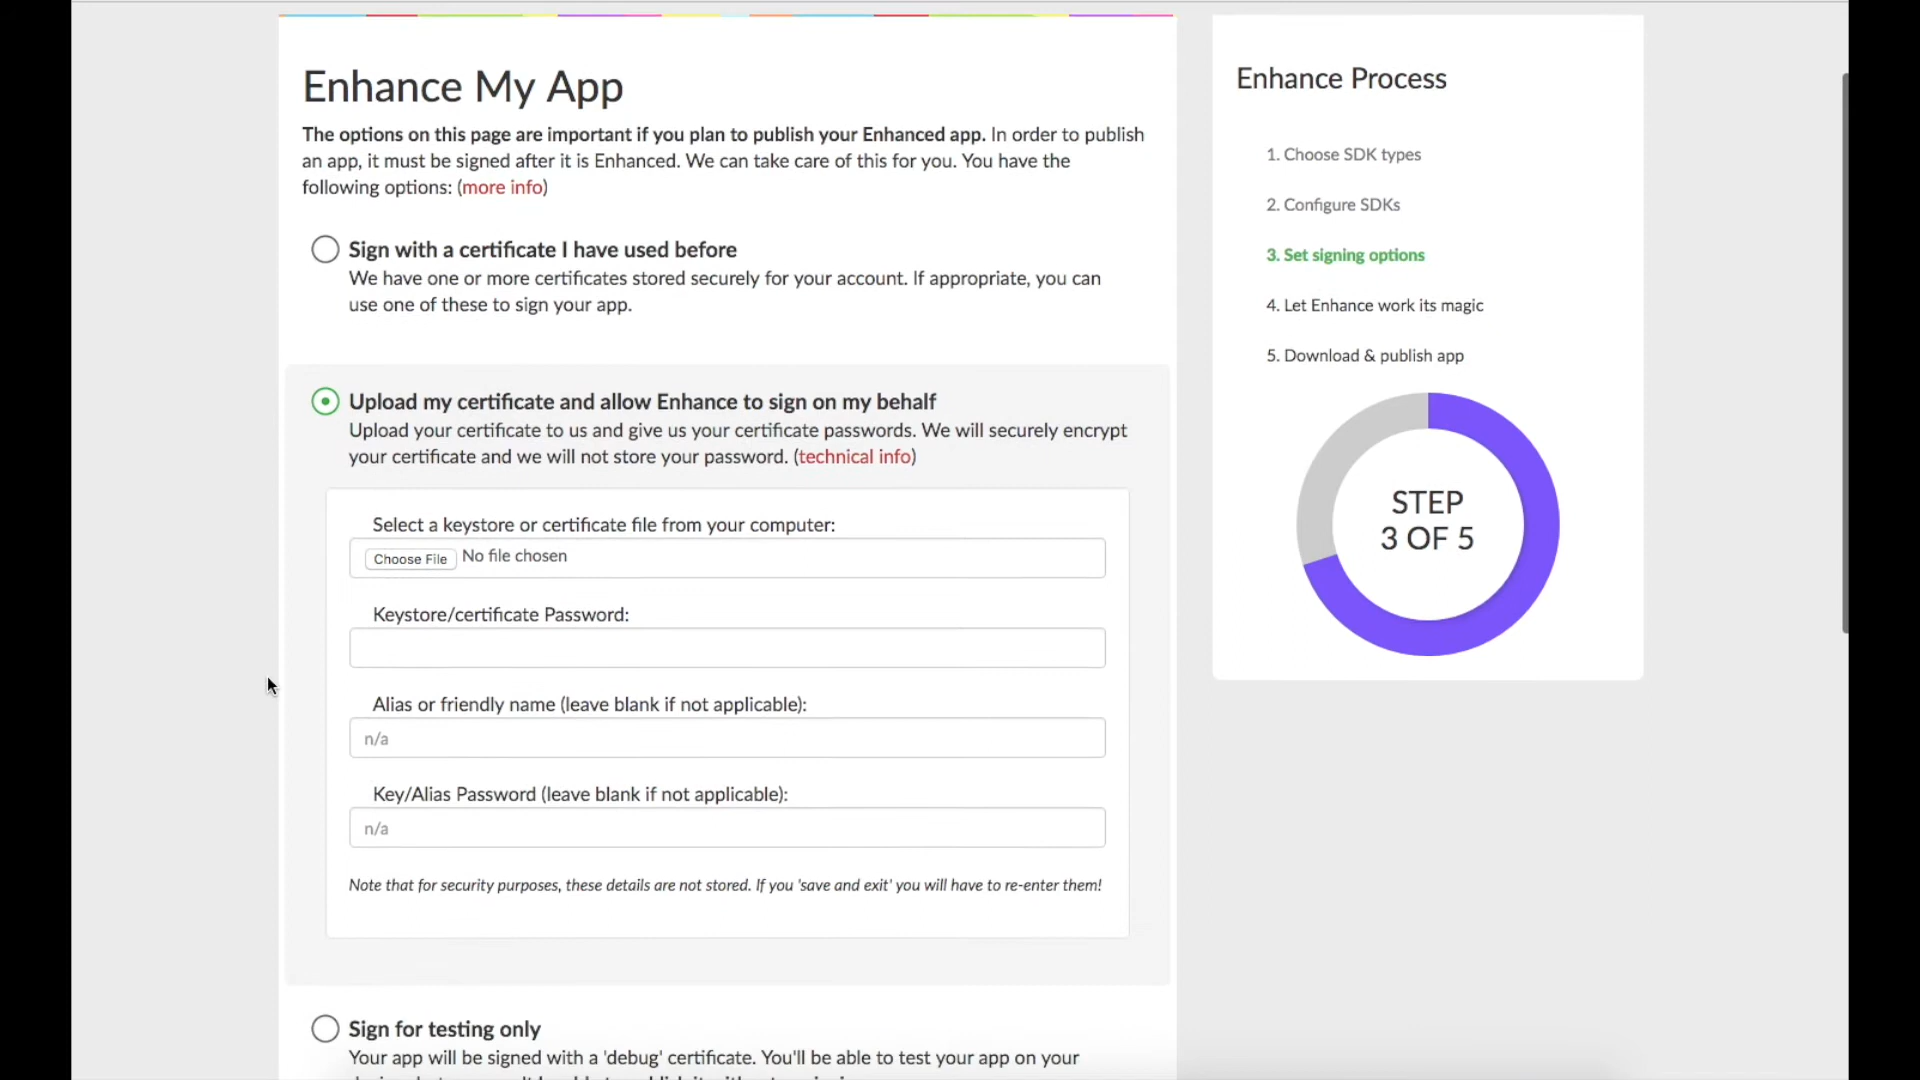 Enhance My App
The options on this page are important if you plan to publish your Enhanced app. In order to publish
an app, it must be signed after it is Enhanced. We can take care of this for you. You have the
following options: (more info)
Sign with a certificate I have used before
We have one or more certificates stored securely for your account. If appropriate, you can
use one of these to sign your app.
Upload my certificate and allow Enhance to sign on my behalf
Upload your certificate to us and give us your certificate passwords. We will securely encrypt
your certificate and we will not store your password. (technical info)
Select a keystore or certificate file from your computer:
Choose File No file chosen
Keystore/certificate Password:
Alias or friendly name (leave blank if not applicable):
n/a
Key/Alias Password (leave blank if not applicable):
n/a
Note that for security purposes, these details are not stored. If you 'save and exit' you will have to re-enter them!
Sign for testing only
Your app will be signed with a 'debug' certificate. You'll be able to test your app on your
Enhance Process
1. Choose SDK types
2. Configure SDKs
3. Set signing options
4. Let Enhance work its magic
5. Download & publish app
STEP
3 OF 5